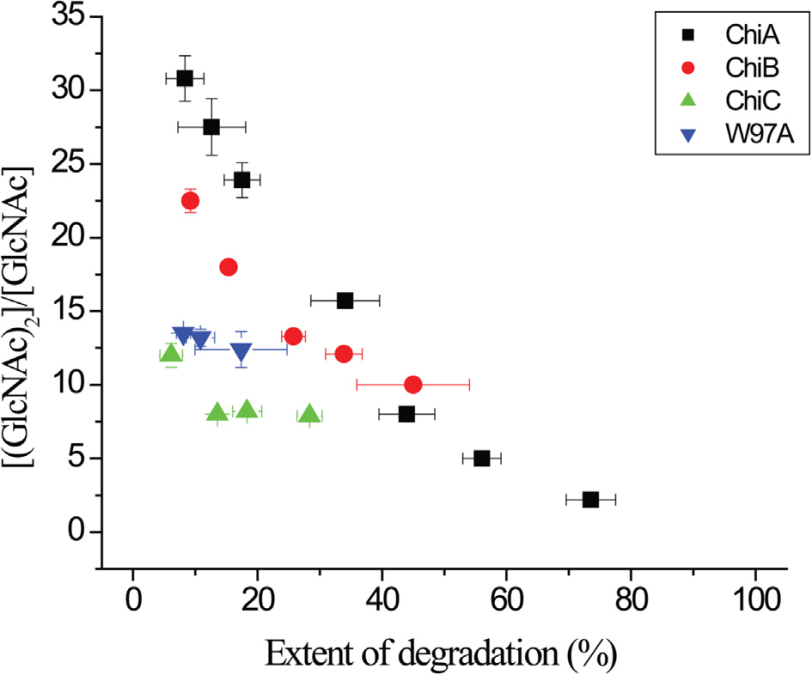 35
30
25
20
15
10
5
0
[(GlcNAc)2]/[GlcNAc]
ChiA
ChiB
ChiC
W97A
0 20 40 60 80 100
Extent of degradation (%)